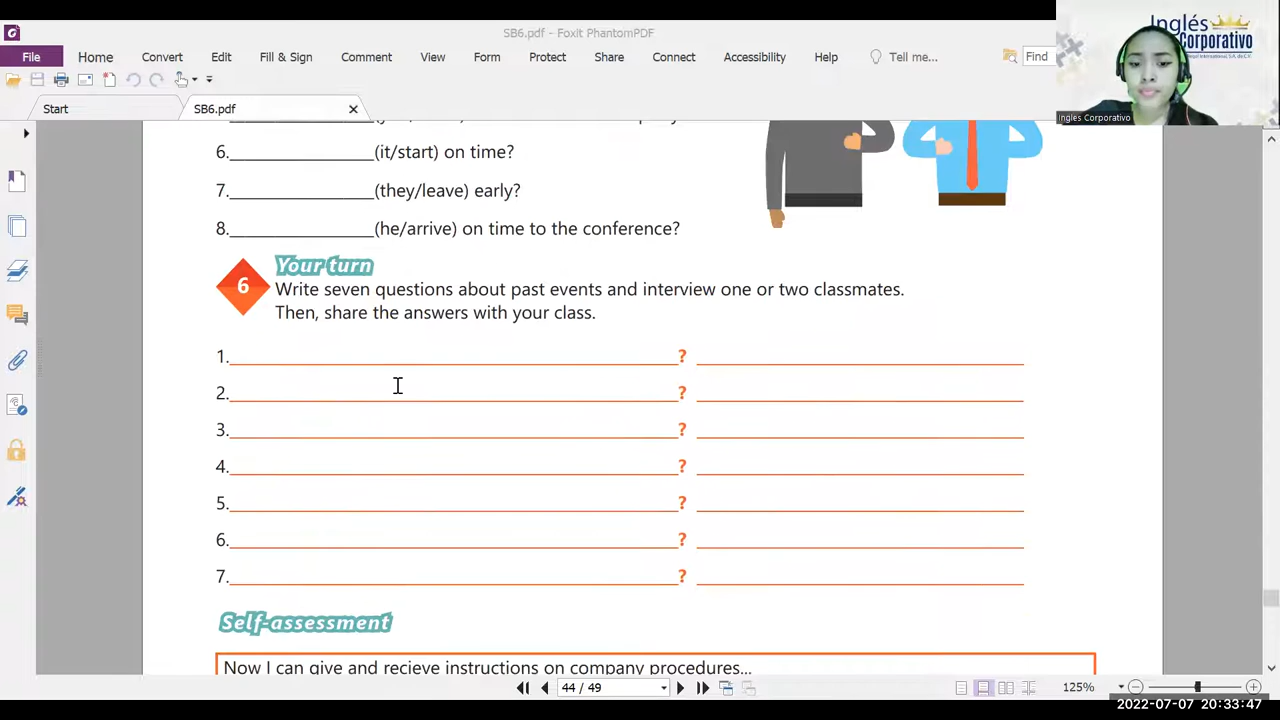 SB6.pdf - Foxit PhantomPDF
File Home Convert Edit Fill & Sign Comment View Form Protect Share Connect Accessibility Help Tell me... Find
Start SB6.pdf
Inglés
Corporativo
Ingles Corporativo
6.________________(it/start) on time?
7.________________(they/leave) early?
8.________________(he/arrive) on time to the conference?
6 Your turn
Write seven questions about past events and interview one or two classmates.
Then, share the answers with your class.
1. ?
2. ?
3. ?
4. ?
5. ?
6. ?
7. ?
Self-assessment
Now I can give and recieve instructions on company procedures...
44 / 49 125%
2022-07-07 20:33:47